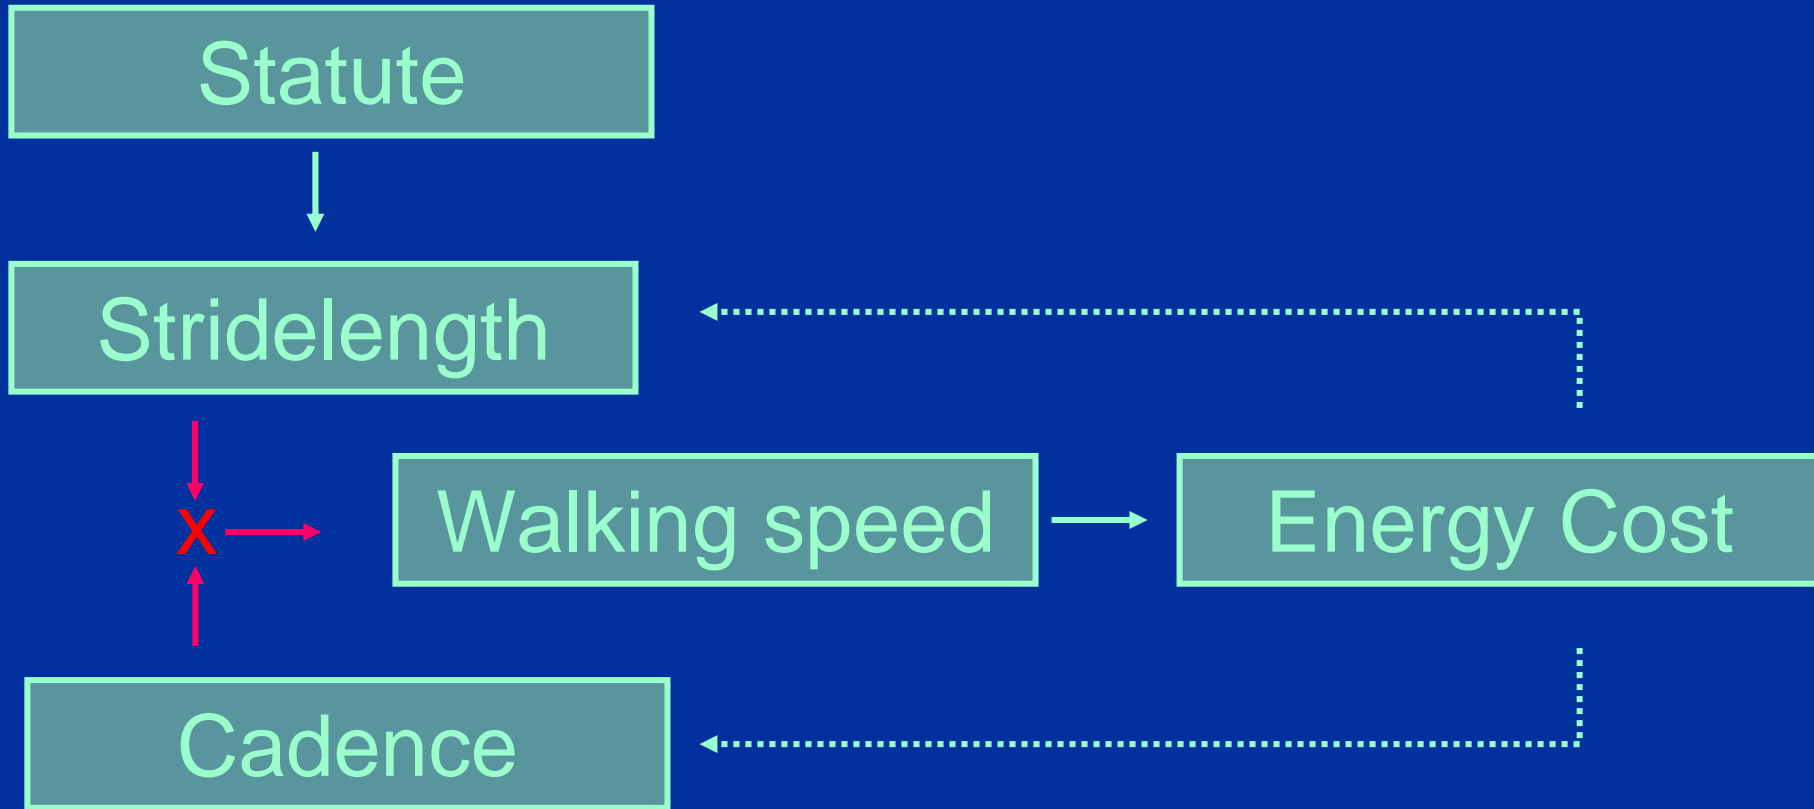 Statute
Stridelength
x
Walking speed
Energy Cost
Cadence